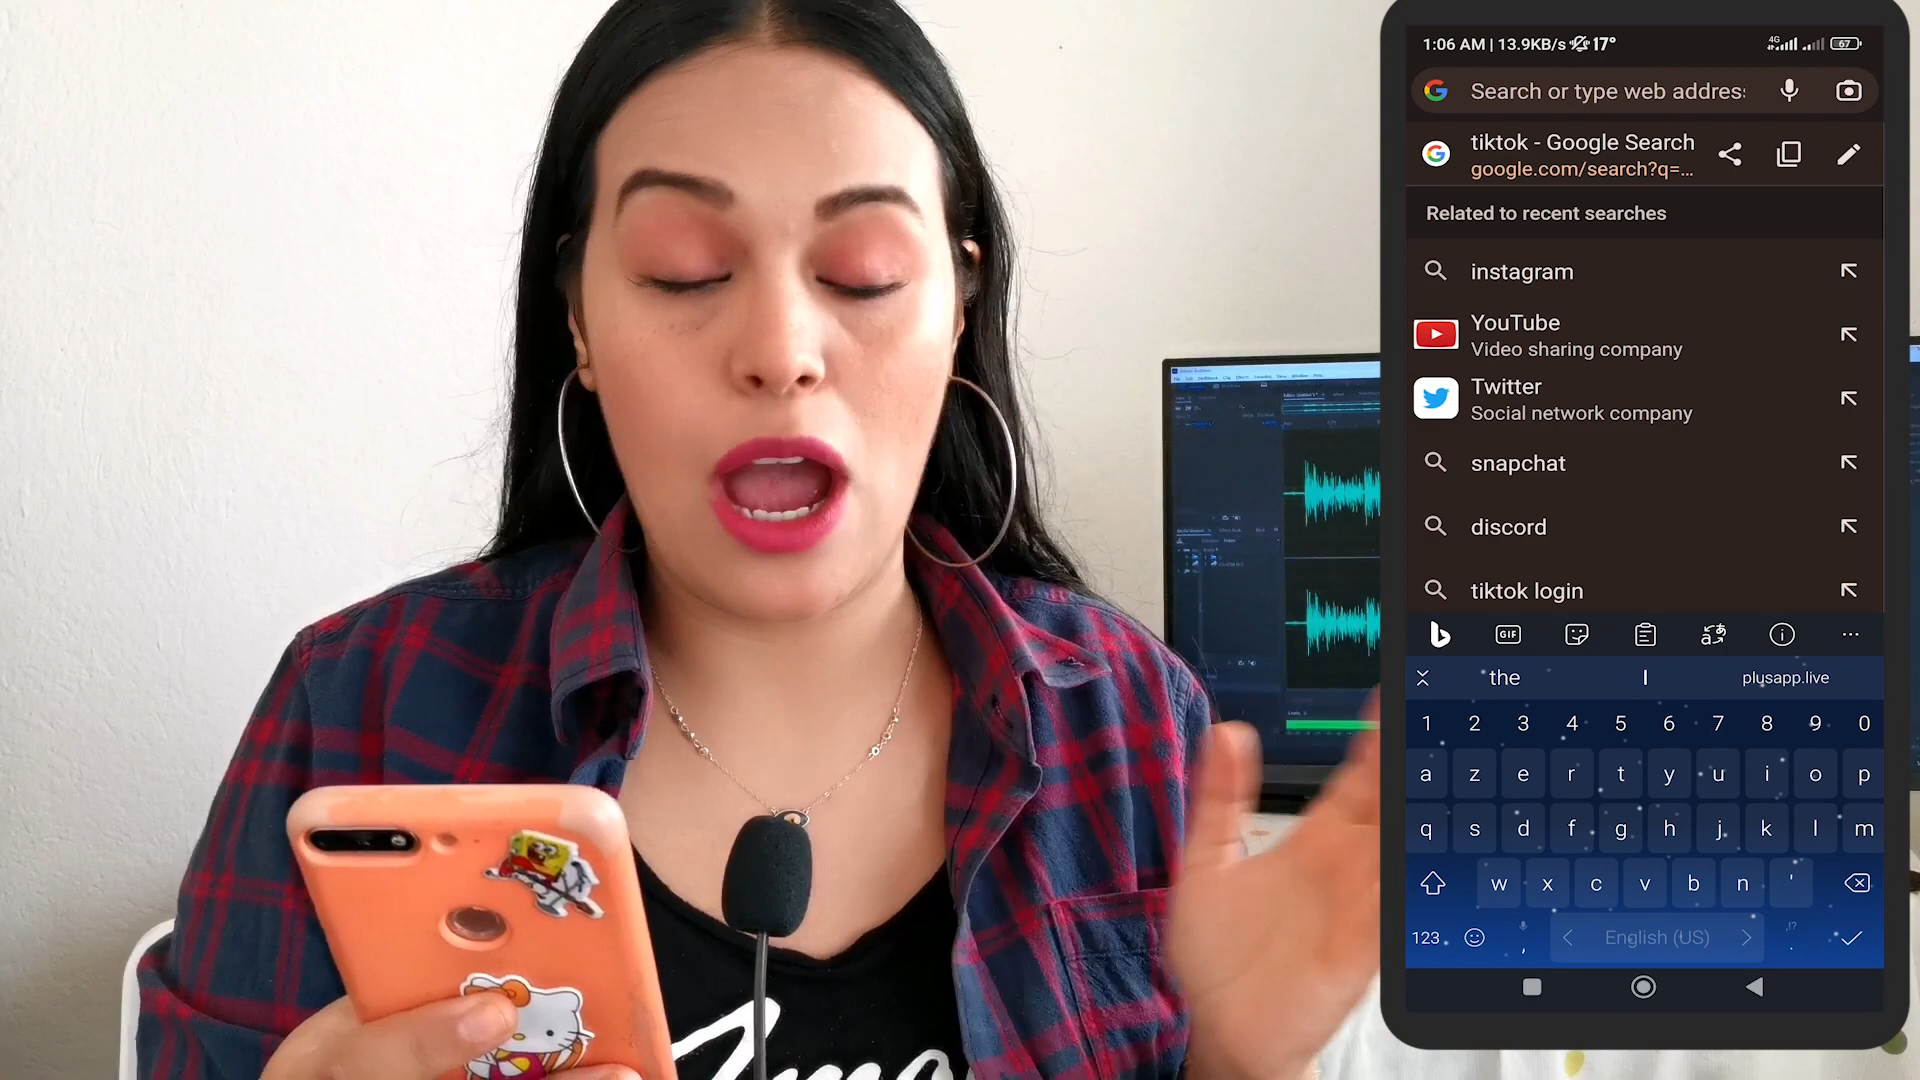 1:06 AM | 13.9KB/s 17°
4G
67
Search or type web addres
tiktok - Google Search
google.com/search?q=...
Related to recent searches
instagram
YouTube
Video sharing company
Twitter
Social network company
snapchat
discord
tiktok login
GIF
the I plusapp.live
1 2 3 4 5 6 7 8 9 0
a z e r t y u i o p
q s d f g h j k l m
w x c v b n '
123 , English (US) !? .